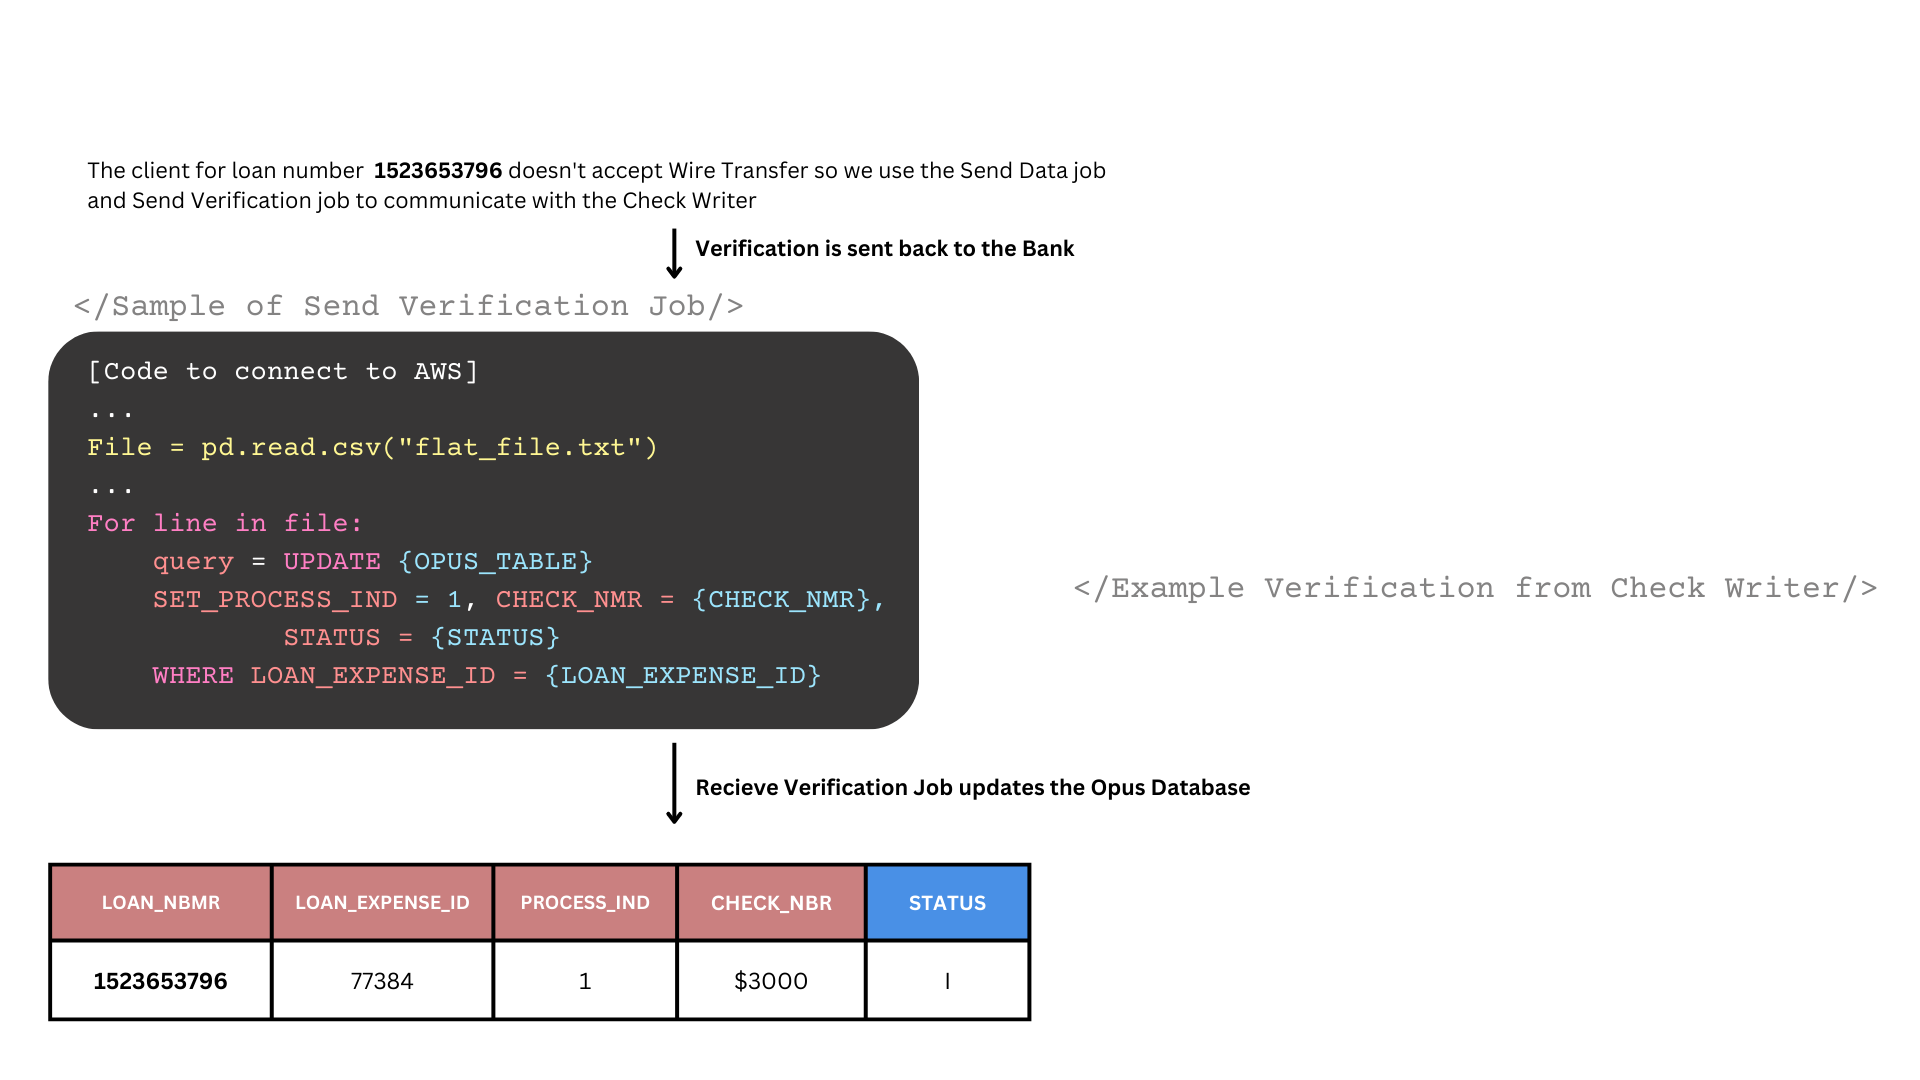 The client for loan number 1523653796 doesn't accept Wire Transfer so we use the Send Data job
and Send Verification job to communicate with the Check Writer
Verification is sent back to the Bank
</Sample of Send Verification Job/>
[Code to connect to AWS]
...
File = pd.read.csv("flat_file.txt")
...
For line in file:
query = UPDATE {OPUS_TABLE}
SET_PROCESS_IND = 1, CHECK_NMR = {CHECK_NMR},
STATUS = {STATUS}
WHERE LOAN_EXPENSE_ID = {LOAN_EXPENSE_ID}
</Example Verification from Check Writer/>
Recieve Verification Job updates the Opus Database
LOAN_NBMR LOAN_EXPENSE_ID PROCESS_IND CHECK_NBR STATUS
1523653796 77384 1 $3000 I